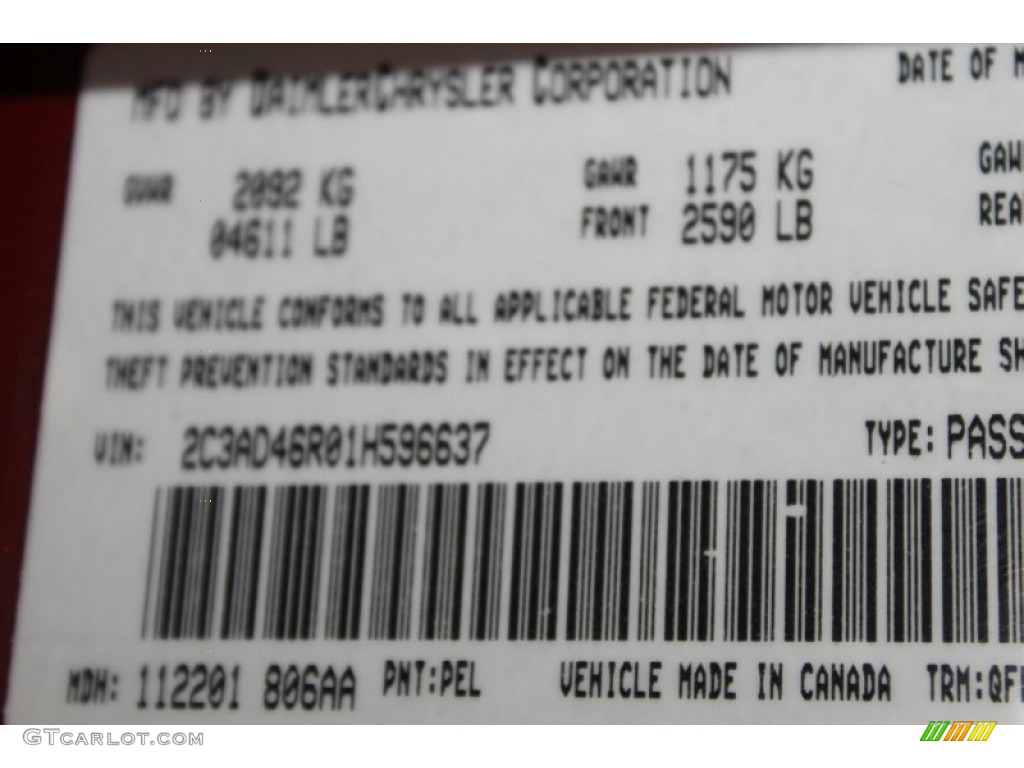 MFD BY DAIMLERCHRYSLER CORPORATION DATE OF M
GVWR 2092 KG GAWR 1175 KG GAW
04611 LB FRONT 2590 LB REA
THIS VEHICLE CONFORMS TO ALL APPLICABLE FEDERAL MOTOR VEHICLE SAFE
THEFT PREVENTION STANDARDS IN EFFECT ON THE DATE OF MANUFACTURE SH
VIN: 2C3AD46R01H596637 TYPE: PASS
MDH: 112201 806AA PNT:PEL VEHICLE MADE IN CANADA TRM:QF
GTCARLOT.COM